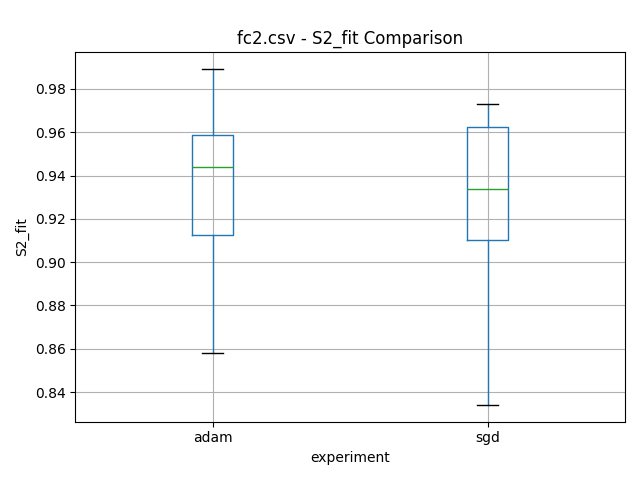 fc2.csv - S2_fit Comparison
0.98
0.96
0.94
0.92
0.90
0.88
0.86
0.84
S2_fit
adam
sgd
experiment